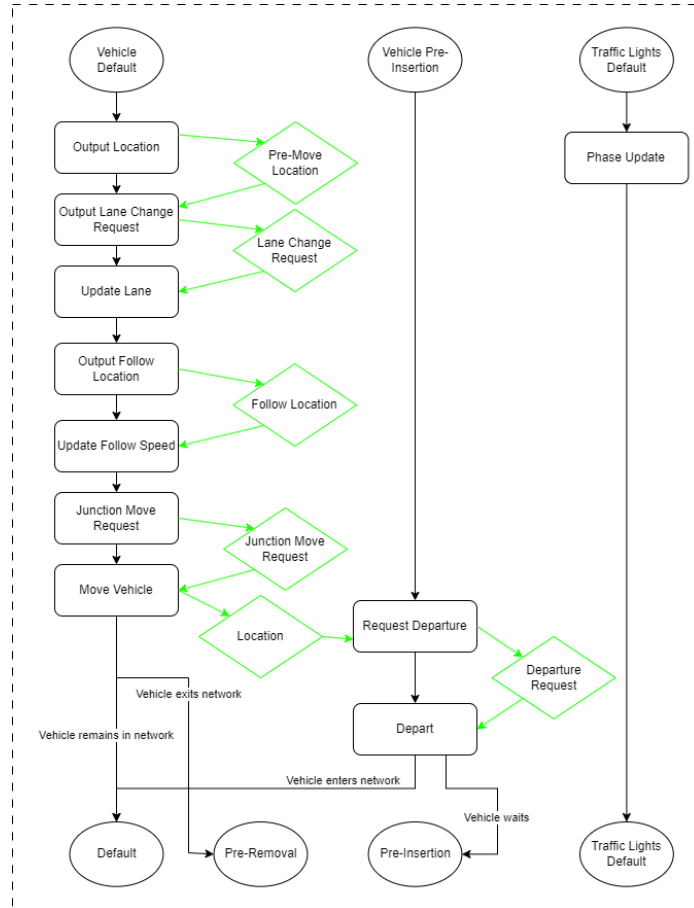 Vehicle
Default
Vehicle Pre-
Insertion
Traffic Lights
Default
Output Location
Pre-Move
Location
Phase Update
Output Lane Change
Request
Lane Change
Request
Update Lane
Output Follow
Location
Follow Location
Update Follow Speed
Junction Move
Request
Junction Move
Request
Move Vehicle
Location
Request Departure
Departure
Request
Vehicle exits network
Depart
Vehicle remains in network
Vehicle enters network
Vehicle waits
Default
Pre-Removal
Pre-Insertion
Traffic Lights
Default